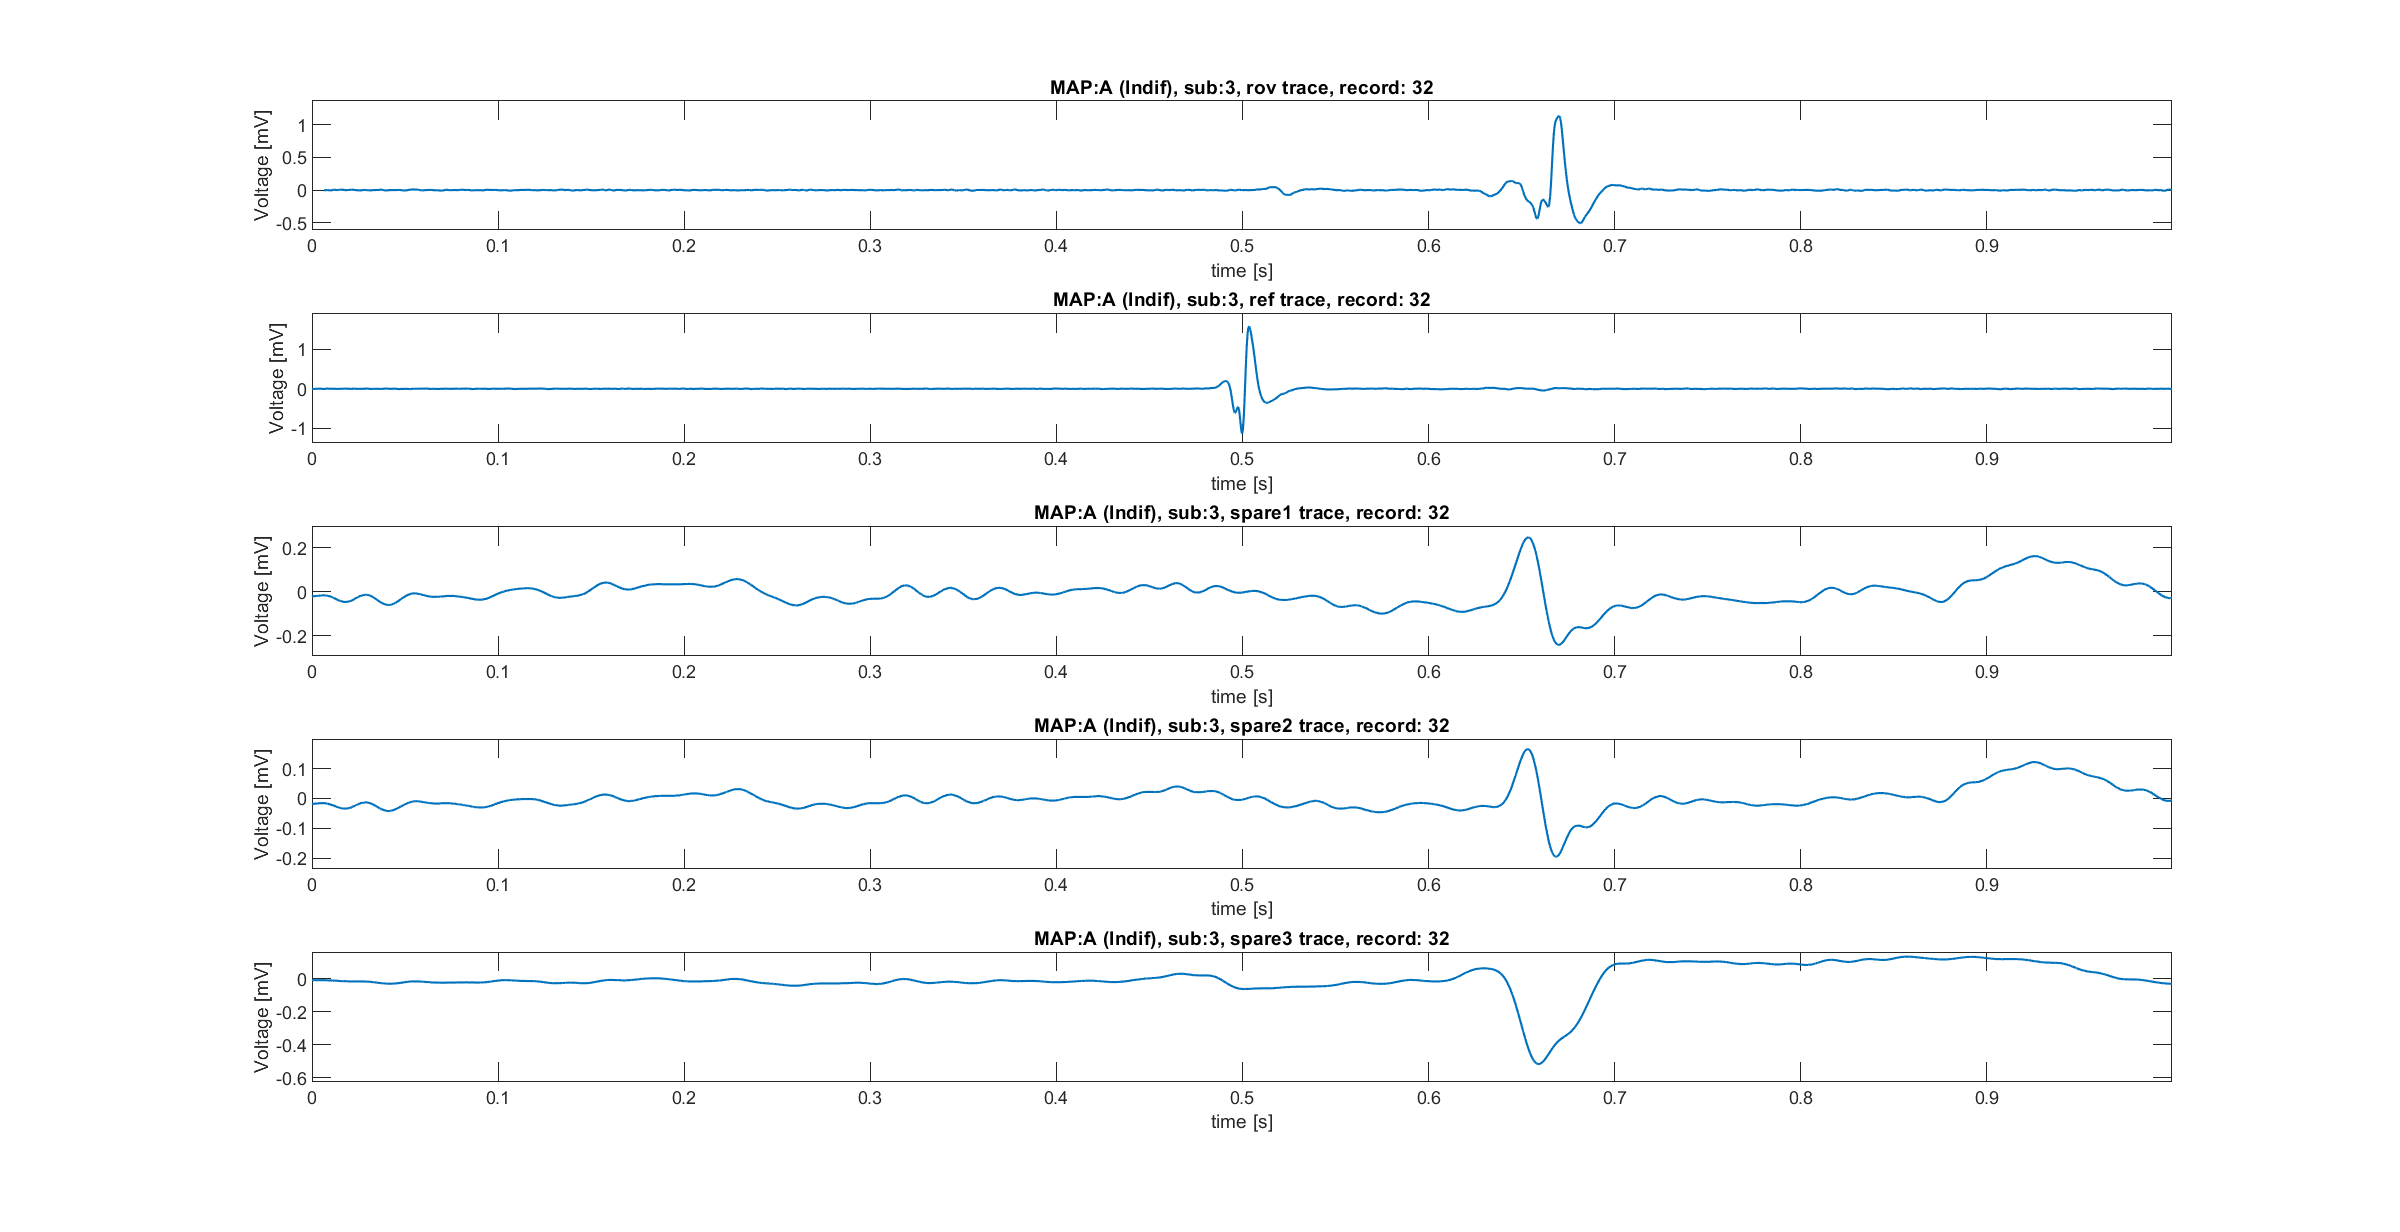 MAP:A (Indif), sub:3, rov trace, record: 32
Voltage [mV]
1
0.5
0
-0.5
0 0.1 0.2 0.3 0.4 0.5 0.6 0.7 0.8 0.9
time [s]
MAP:A (Indif), sub:3, ref trace, record: 32
Voltage [mV]
1
0
-1
0 0.1 0.2 0.3 0.4 0.5 0.6 0.7 0.8 0.9
time [s]
MAP:A (Indif), sub:3, spare1 trace, record: 32
Voltage [mV]
0.2
0
-0.2
0 0.1 0.2 0.3 0.4 0.5 0.6 0.7 0.8 0.9
time [s]
MAP:A (Indif), sub:3, spare2 trace, record: 32
Voltage [mV]
0.1
0
-0.1
-0.2
0 0.1 0.2 0.3 0.4 0.5 0.6 0.7 0.8 0.9
time [s]
MAP:A (Indif), sub:3, spare3 trace, record: 32
Voltage [mV]
0
-0.2
-0.4
-0.6
0 0.1 0.2 0.3 0.4 0.5 0.6 0.7 0.8 0.9
time [s]